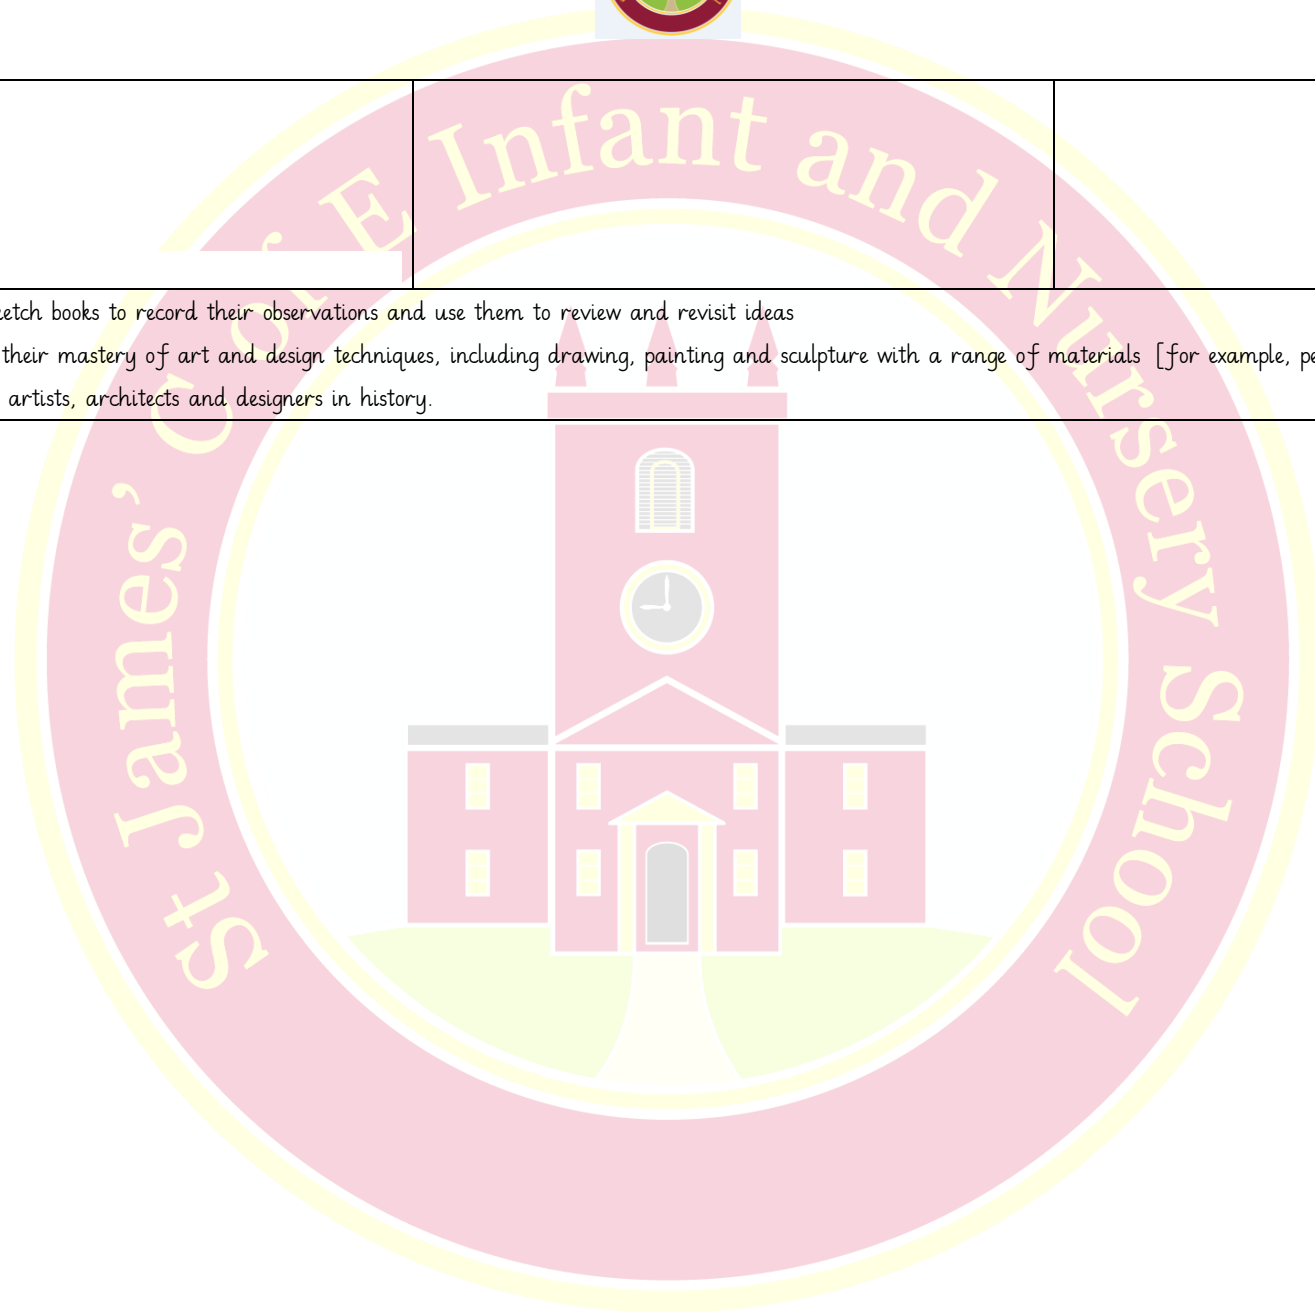 St James' C of E Infant and Nursery School
etch books to record their observations and use them to review and revisit ideas
their mastery of art and design techniques, including drawing, painting and sculpture with a range of materials [for example, pe
artists, architects and designers in history.